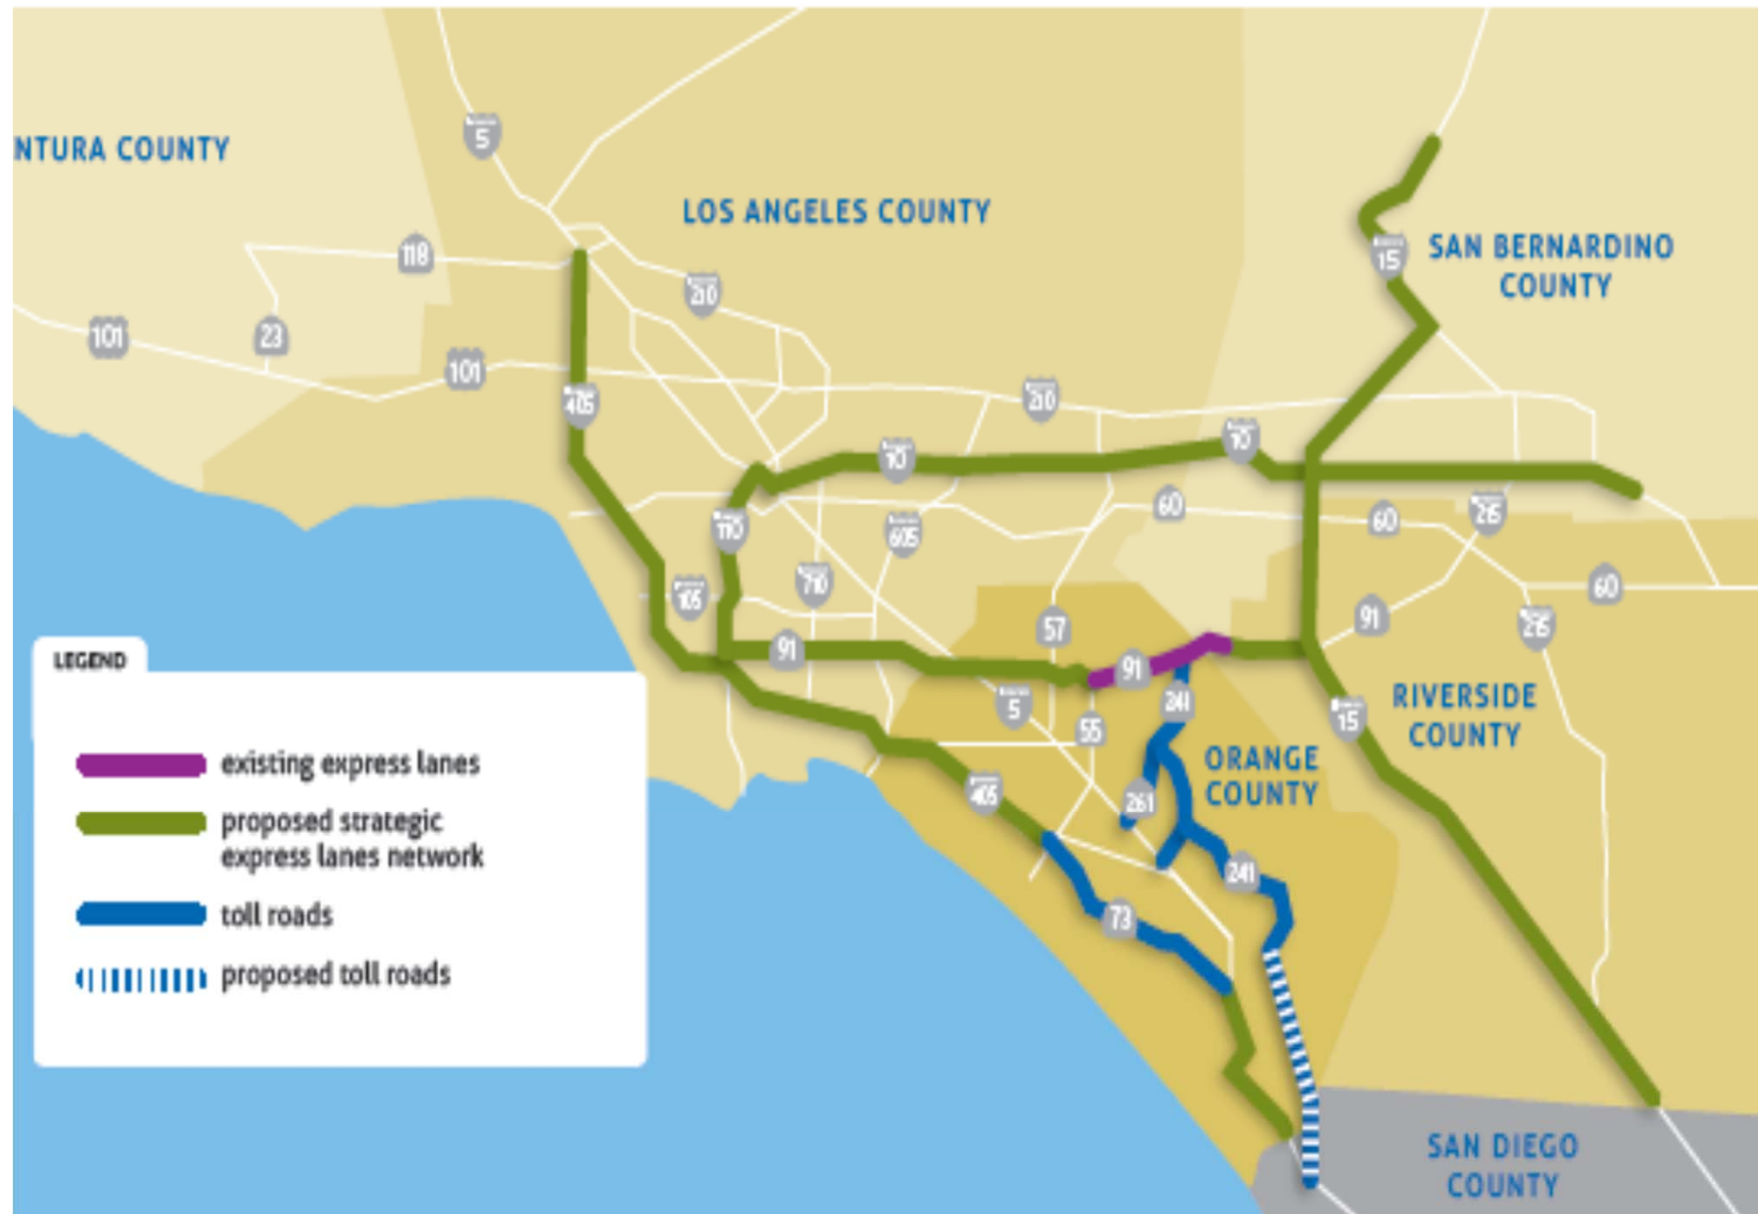 5
NTURA COUNTY
LOS ANGELES COUNTY
118
SAN BERNARDINO
COUNTY
15
210
101
23
101
405
210
10
10
110
60
60
215
605
105
710
60
57
91
215
91
91
LEGEND
existing express lanes
proposed strategic
express lanes network
toll roads
proposed toll roads
5
55
241
15
RIVERSIDE
COUNTY
ORANGE
COUNTY
405
261
241
73
SAN DIEGO
COUNTY